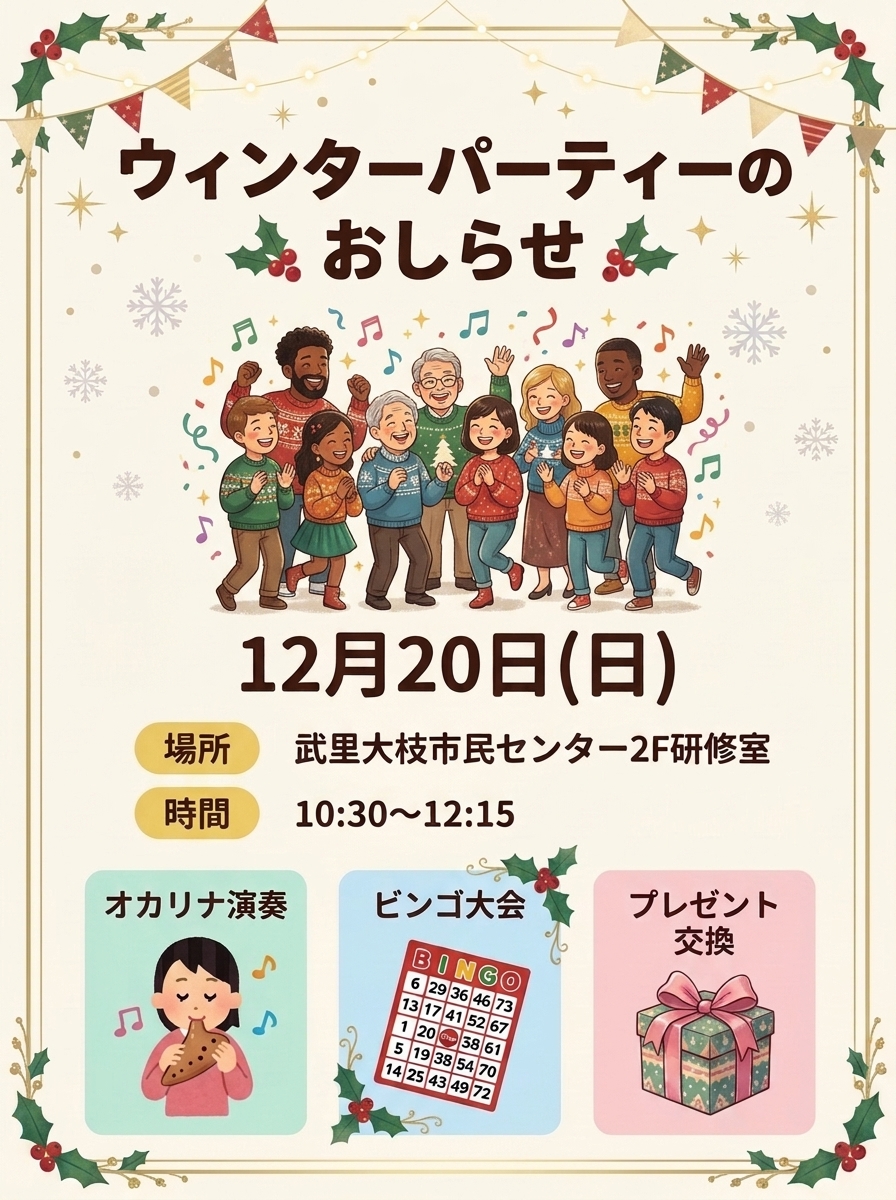 ウィンターパーティーの
おしらせ
12月20日(日)
場所 武里大枝市民センター2F研修室
時間 10:30～12:15
オカリナ演奏
ビンゴ大会
プレゼント
交換
BINGO
6 29 36 46 73
13 17 41 52 67
1 20 38 61
5 19 38 54 70
14 25 43 49 72